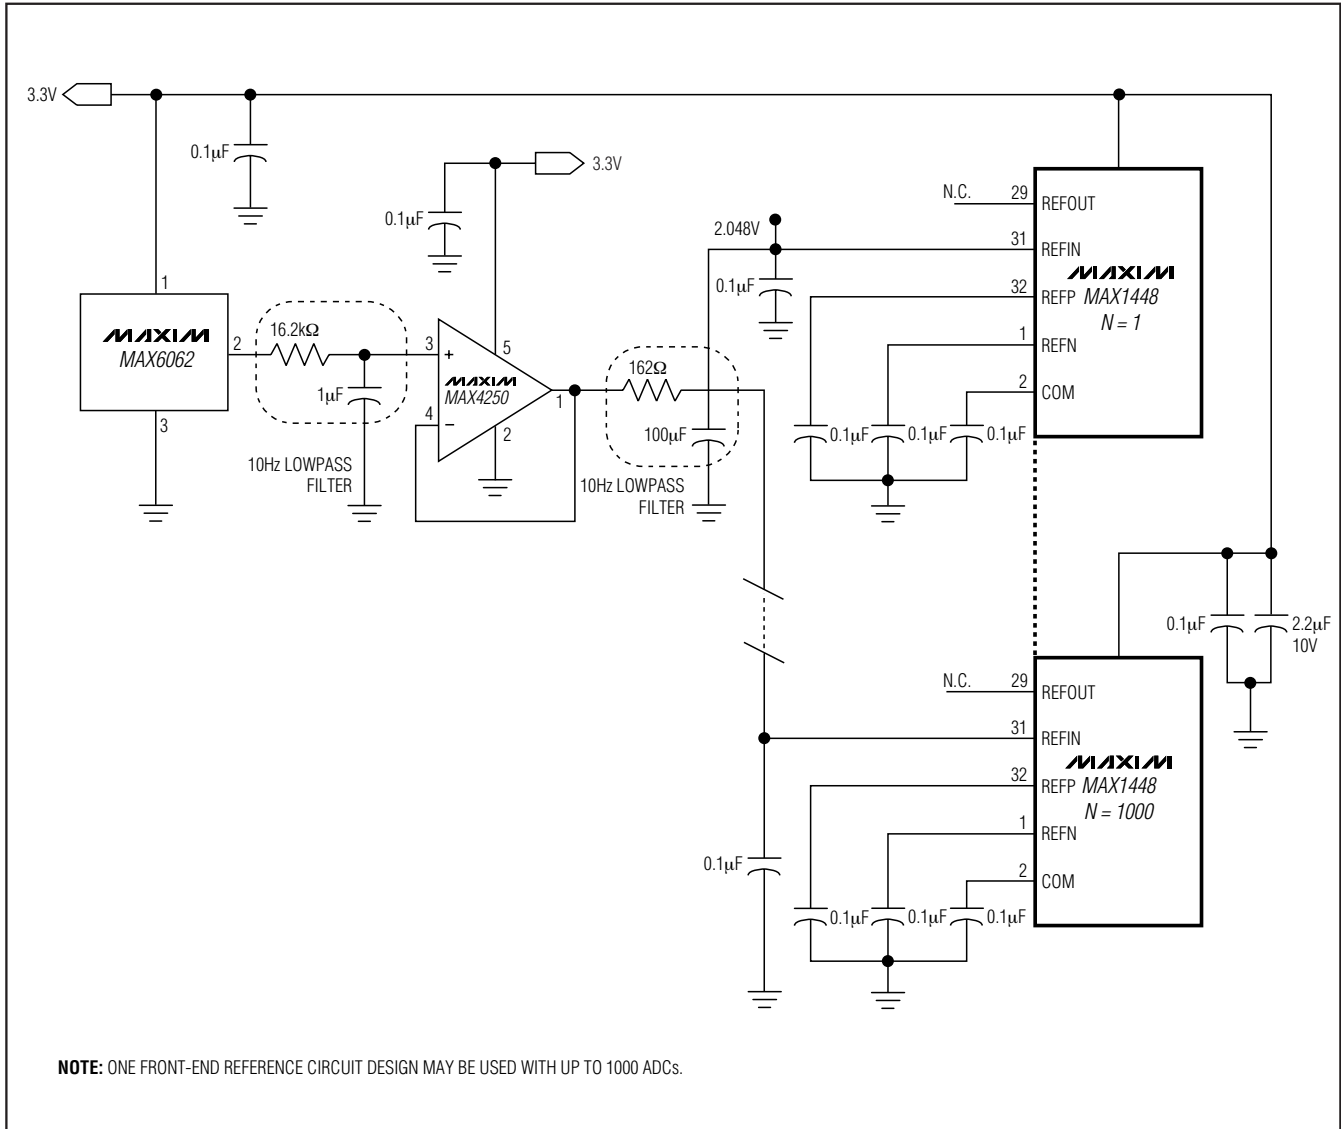 3.3V
0.1µF
3.3V
0.1µF
N.C.
29
REFOUT
2.048V
31
REFIN
0.1µF
MAXIM
32
REFP
MAX1448
N = 1
1
REFN
2
COM
0.1µF
0.1µF
0.1µF
1
MAXIM
MAX6062
2
3
16.2kΩ
1µF
10Hz LOWPASS
FILTER
3
+
5
MAXIM
MAX4250
4
−
1
2
162Ω
100µF
10Hz LOWPASS
FILTER
0.1µF
2.2µF
10V
N.C.
29
REFOUT
31
REFIN
MAXIM
32
REFP
MAX1448
N = 1000
1
REFN
2
COM
0.1µF
0.1µF
0.1µF
0.1µF
NOTE: ONE FRONT-END REFERENCE CIRCUIT DESIGN MAY BE USED WITH UP TO 1000 ADCs.